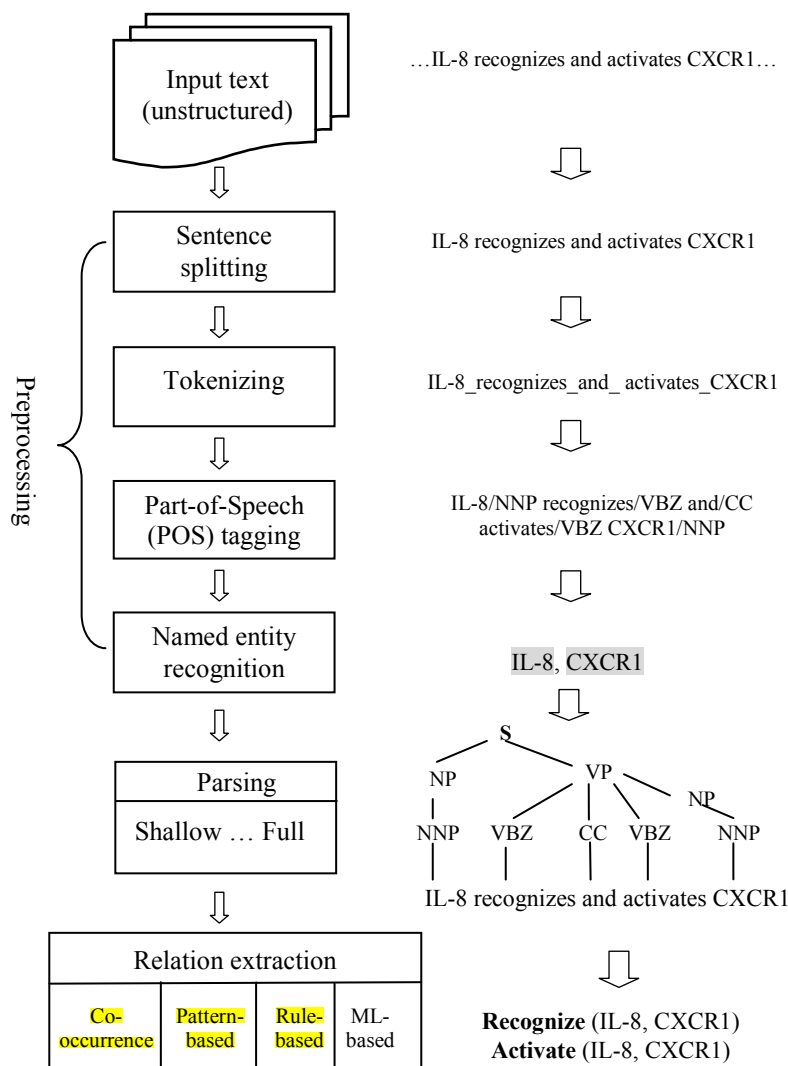 Input text
(unstructured)
…IL-8 recognizes and activates CXCR1…
Preprocessing
Sentence
splitting
IL-8 recognizes and activates CXCR1
Tokenizing
IL-8_recognizes_and_ activates_CXCR1
Part-of-Speech
(POS) tagging
IL-8/NNP recognizes/VBZ and/CC
activates/VBZ CXCR1/NNP
Named entity
recognition
IL-8, CXCR1
Parsing
Shallow … Full
S
NP VP NP
NNP VBZ CC VBZ NNP
IL-8 recognizes and activates CXCR1
Relation extraction
Co-
occurrence
Pattern-
based
Rule-
based
ML-
based
Recognize (IL-8, CXCR1)
Activate (IL-8, CXCR1)